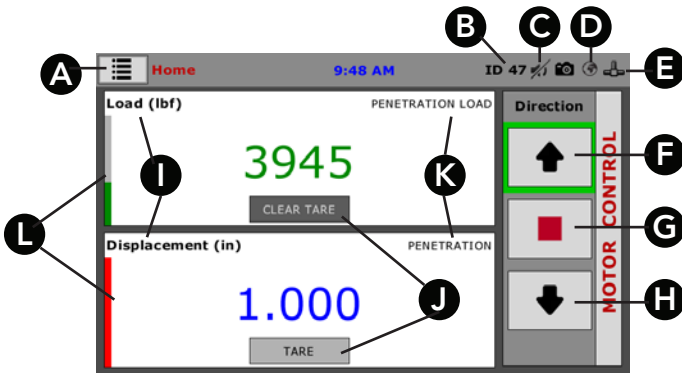 B C D
A Home 9:48 AM ID 47 E
Load (lbf) PENETRATION LOAD Direction
3945
I K F
CLEAR TARE
L G
Displacement (in) PENETRATION
J
1.000 H
TARE
MOTOR CONTROL